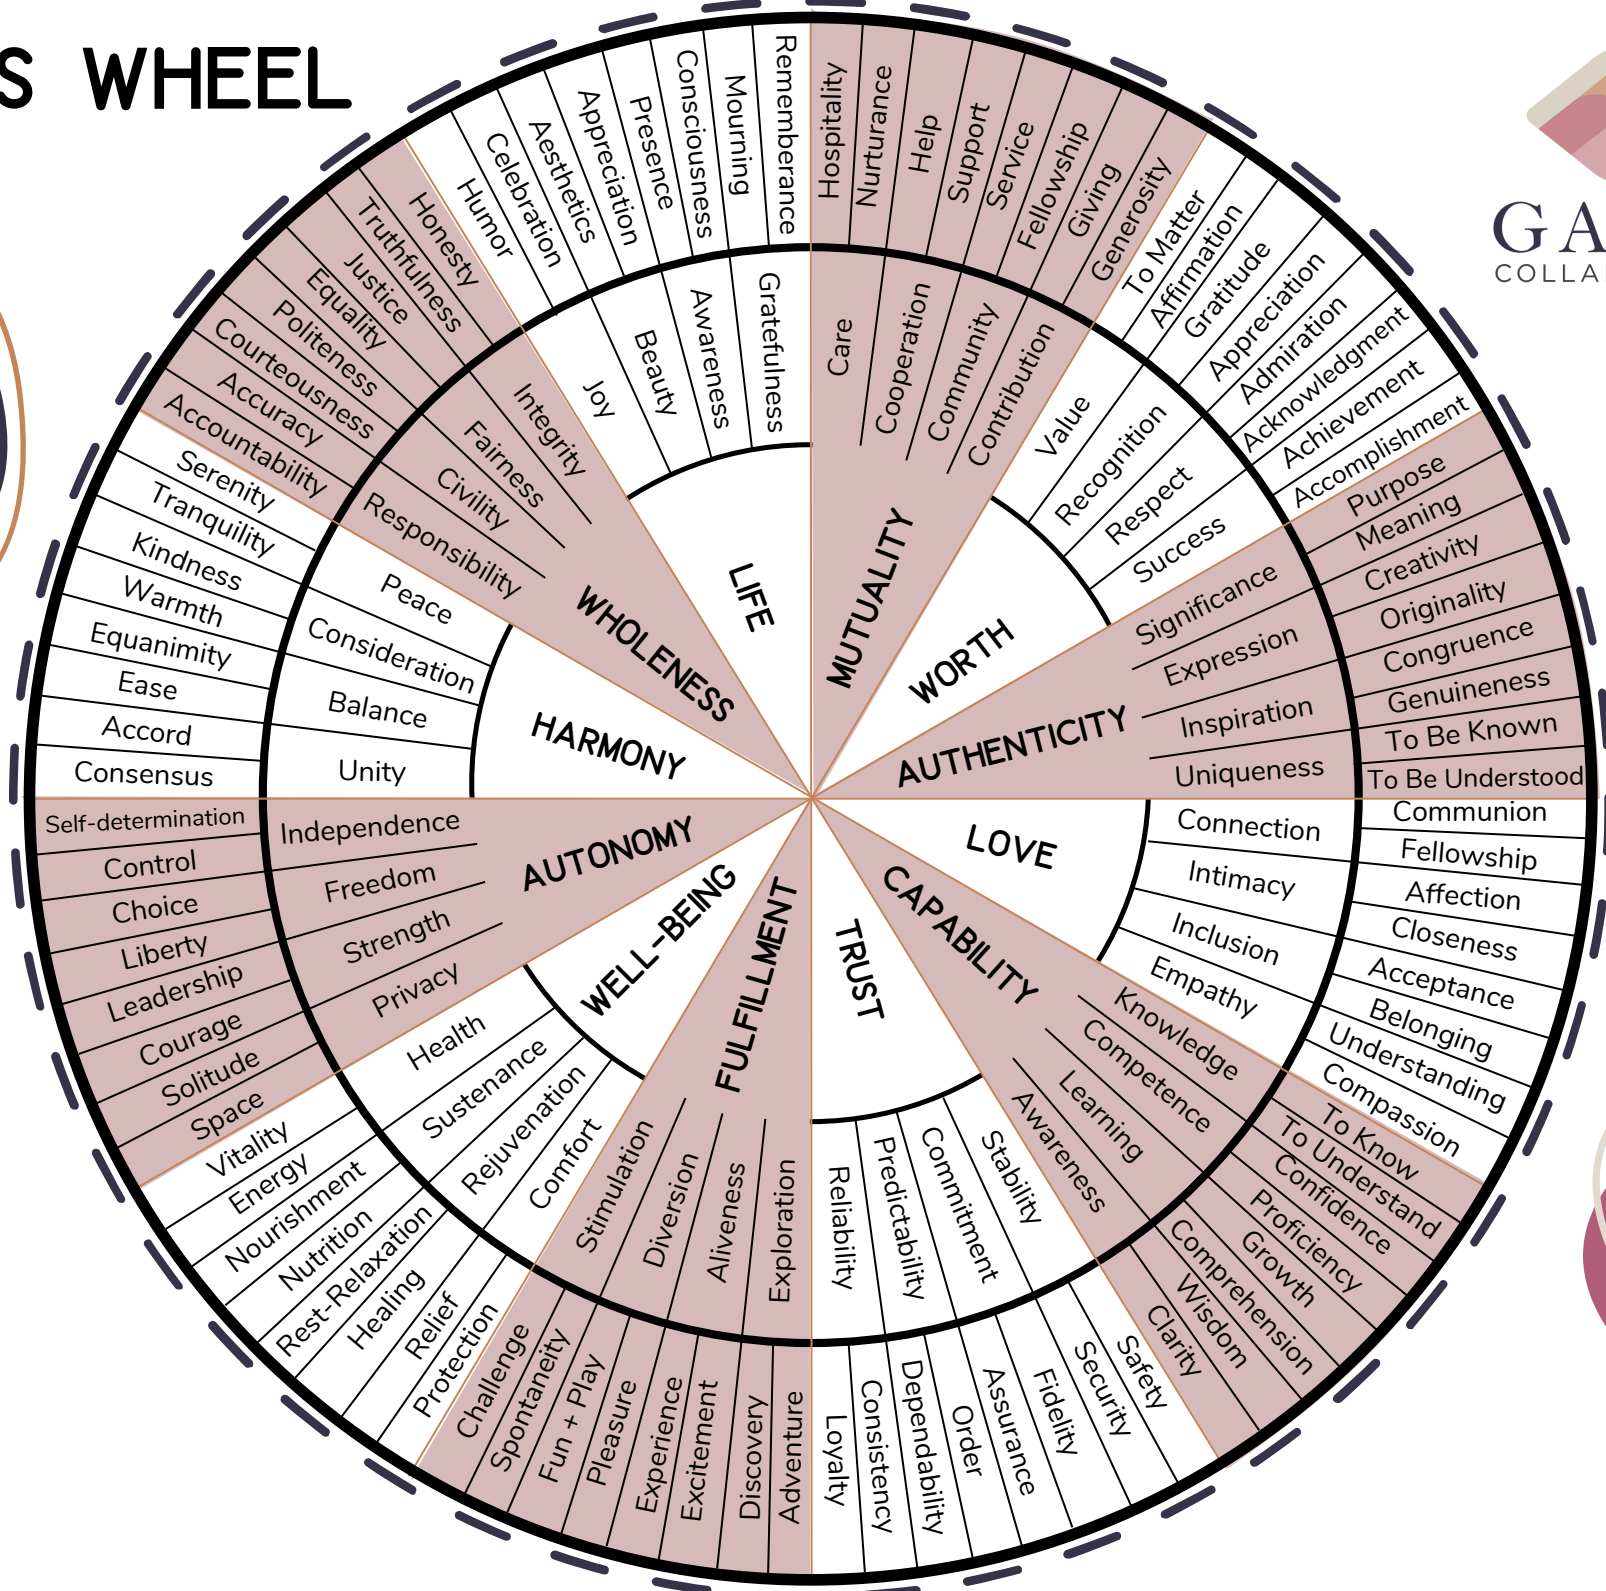 S WHEEL
GA
COLLA
MUTUALITY
Care
Cooperation
Community
Contribution
Hospitality
Nurturance
Help
Support
Service
Fellowship
Giving
Generosity
WORTH
Value
Recognition
Respect
Success
To Matter
Affirmation
Gratitude
Appreciation
Admiration
Acknowledgment
Achievement
Accomplishment
AUTHENTICITY
Significance
Expression
Inspiration
Uniqueness
Purpose
Meaning
Creativity
Originality
Congruence
Genuineness
To Be Known
To Be Understood
LOVE
Connection
Intimacy
Inclusion
Empathy
Communion
Fellowship
Affection
Closeness
Acceptance
Belonging
Understanding
Compassion
CAPABILITY
Knowledge
Competence
Learning
Awareness
To Know
To Understand
Confidence
Proficiency
Growth
Comprehension
Wisdom
Clarity
TRUST
Stability
Commitment
Predictability
Reliability
Safety
Security
Fidelity
Assurance
Order
Dependability
Consistency
Loyalty
FULFILLMENT
Exploration
Aliveness
Diversion
Stimulation
Adventure
Discovery
Excitement
Experience
Pleasure
Fun + Play
Spontaneity
Challenge
WELL-BEING
Comfort
Rejuvenation
Sustenance
Health
Protection
Relief
Healing
Rest-Relaxation
Nutrition
Nourishment
Energy
Vitality
AUTONOMY
Privacy
Strength
Freedom
Independence
Space
Solitude
Courage
Leadership
Liberty
Choice
Control
Self-determination
HARMONY
Unity
Balance
Consideration
Peace
Consensus
Accord
Ease
Equanimity
Warmth
Kindness
Tranquility
Serenity
WHOLENESS
Responsibility
Civility
Fairness
Integrity
Accountability
Accuracy
Courteousness
Politeness
Equality
Justice
Truthfulness
Honesty
LIFE
Joy
Beauty
Awareness
Gratefulness
Humor
Celebration
Aesthetics
Appreciation
Presence
Consciousness
Mourning
Rememberance